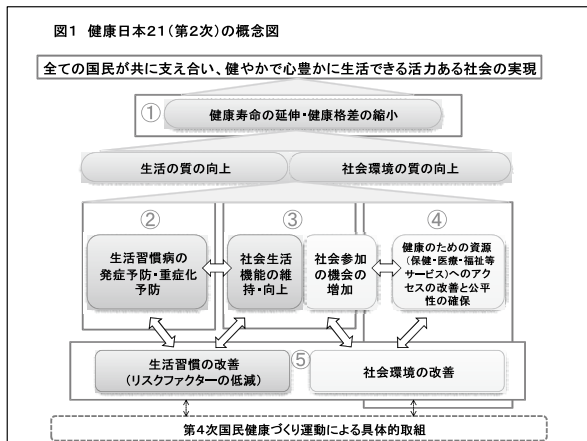 図1 健康日本21(第2次)の概念図
全ての国民が共に支え合い、健やかで心豊かに生活できる活力ある社会の実現
①
健康寿命の延伸・健康格差の縮小
生活の質の向上
社会環境の質の向上
②
生活習慣病の
発症予防・重症化
予防
③
社会生活
機能の維
持・向上
社会参加
の機会の
増加
④
健康のための資源
(保健・医療・福祉等
サービス)へのアク
セスの改善と公平
性の確保
生活習慣の改善
(リスクファクターの低減)
⑤
社会環境の改善
第4次国民健康づくり運動による具体的取組